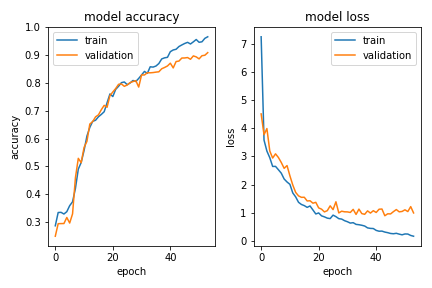 model accuracy
1.0
0.9
0.8
0.7
0.6
0.5
0.4
0.3
accuracy
train
validation
0
20
40
epoch
model loss
7
6
5
4
3
2
1
0
loss
train
validation
0
20
40
epoch